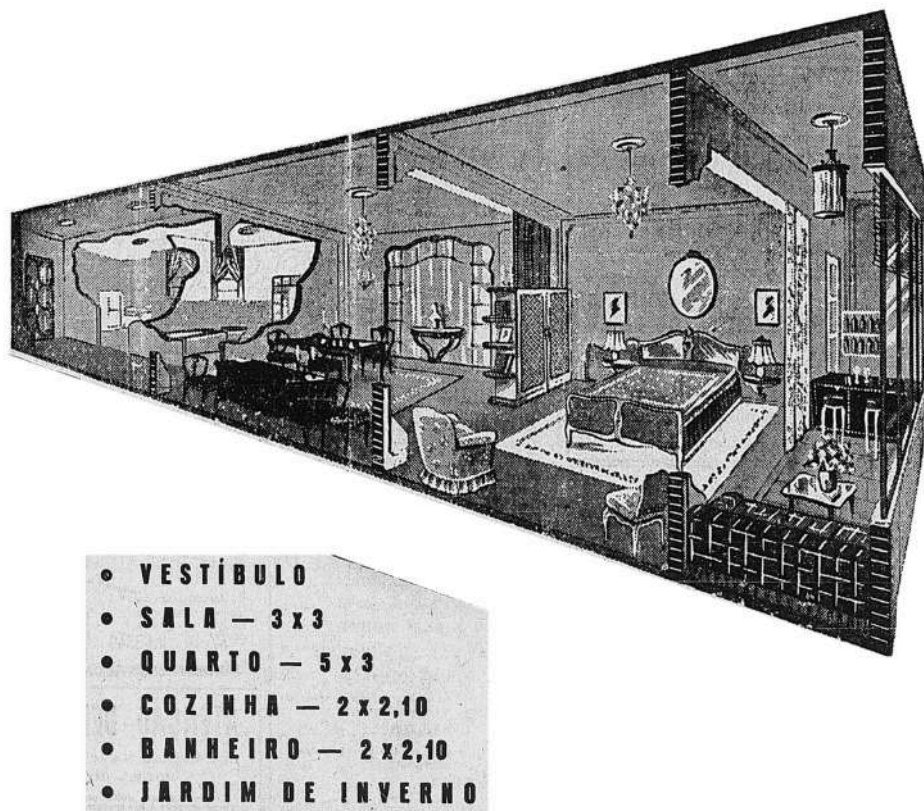 • VESTÍBULO
• SALA — 3 x 3
• QUARTO — 5 x 3
• COZINHA — 2 x 2,10
• BANHEIRO — 2 x 2,10
• JARDIM DE INVERNO